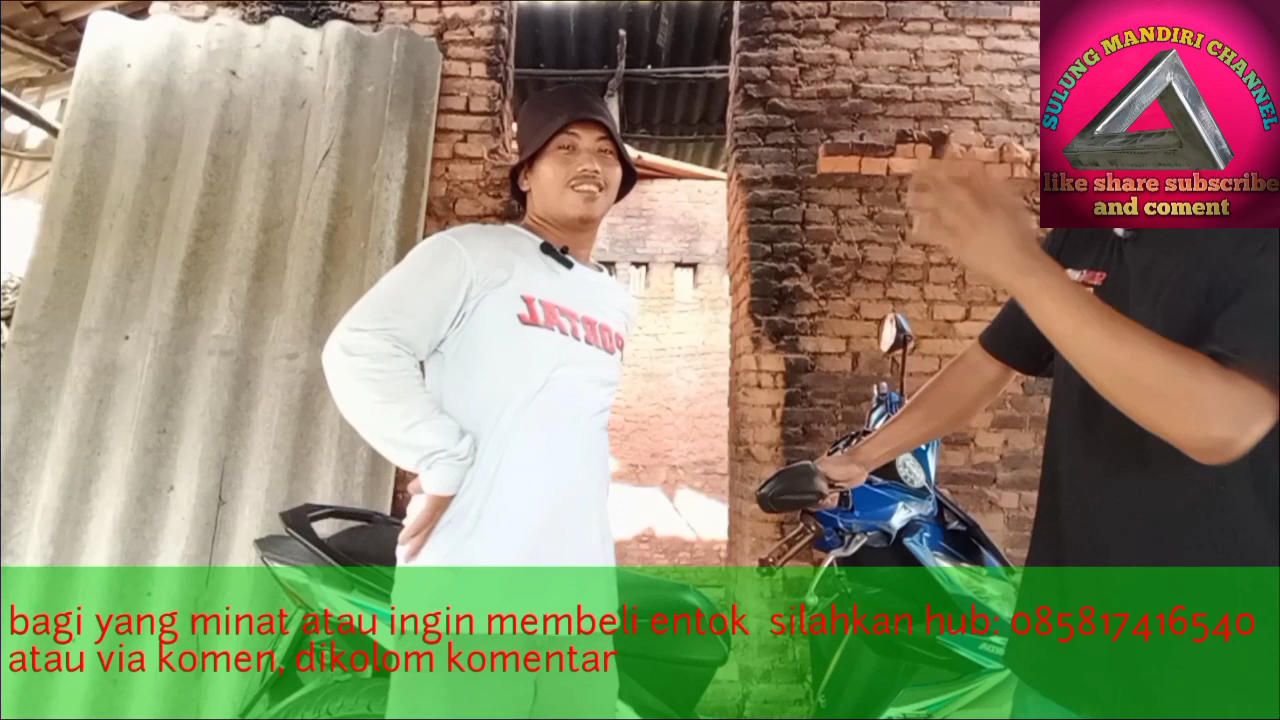 SULUNG MANDIRI CHANNEL
like share subscribe
and coment
JATROK
bagi yang minat atau ingin membeli entok silahkan hub: 085817416540
atau via komen, dikolom komentar